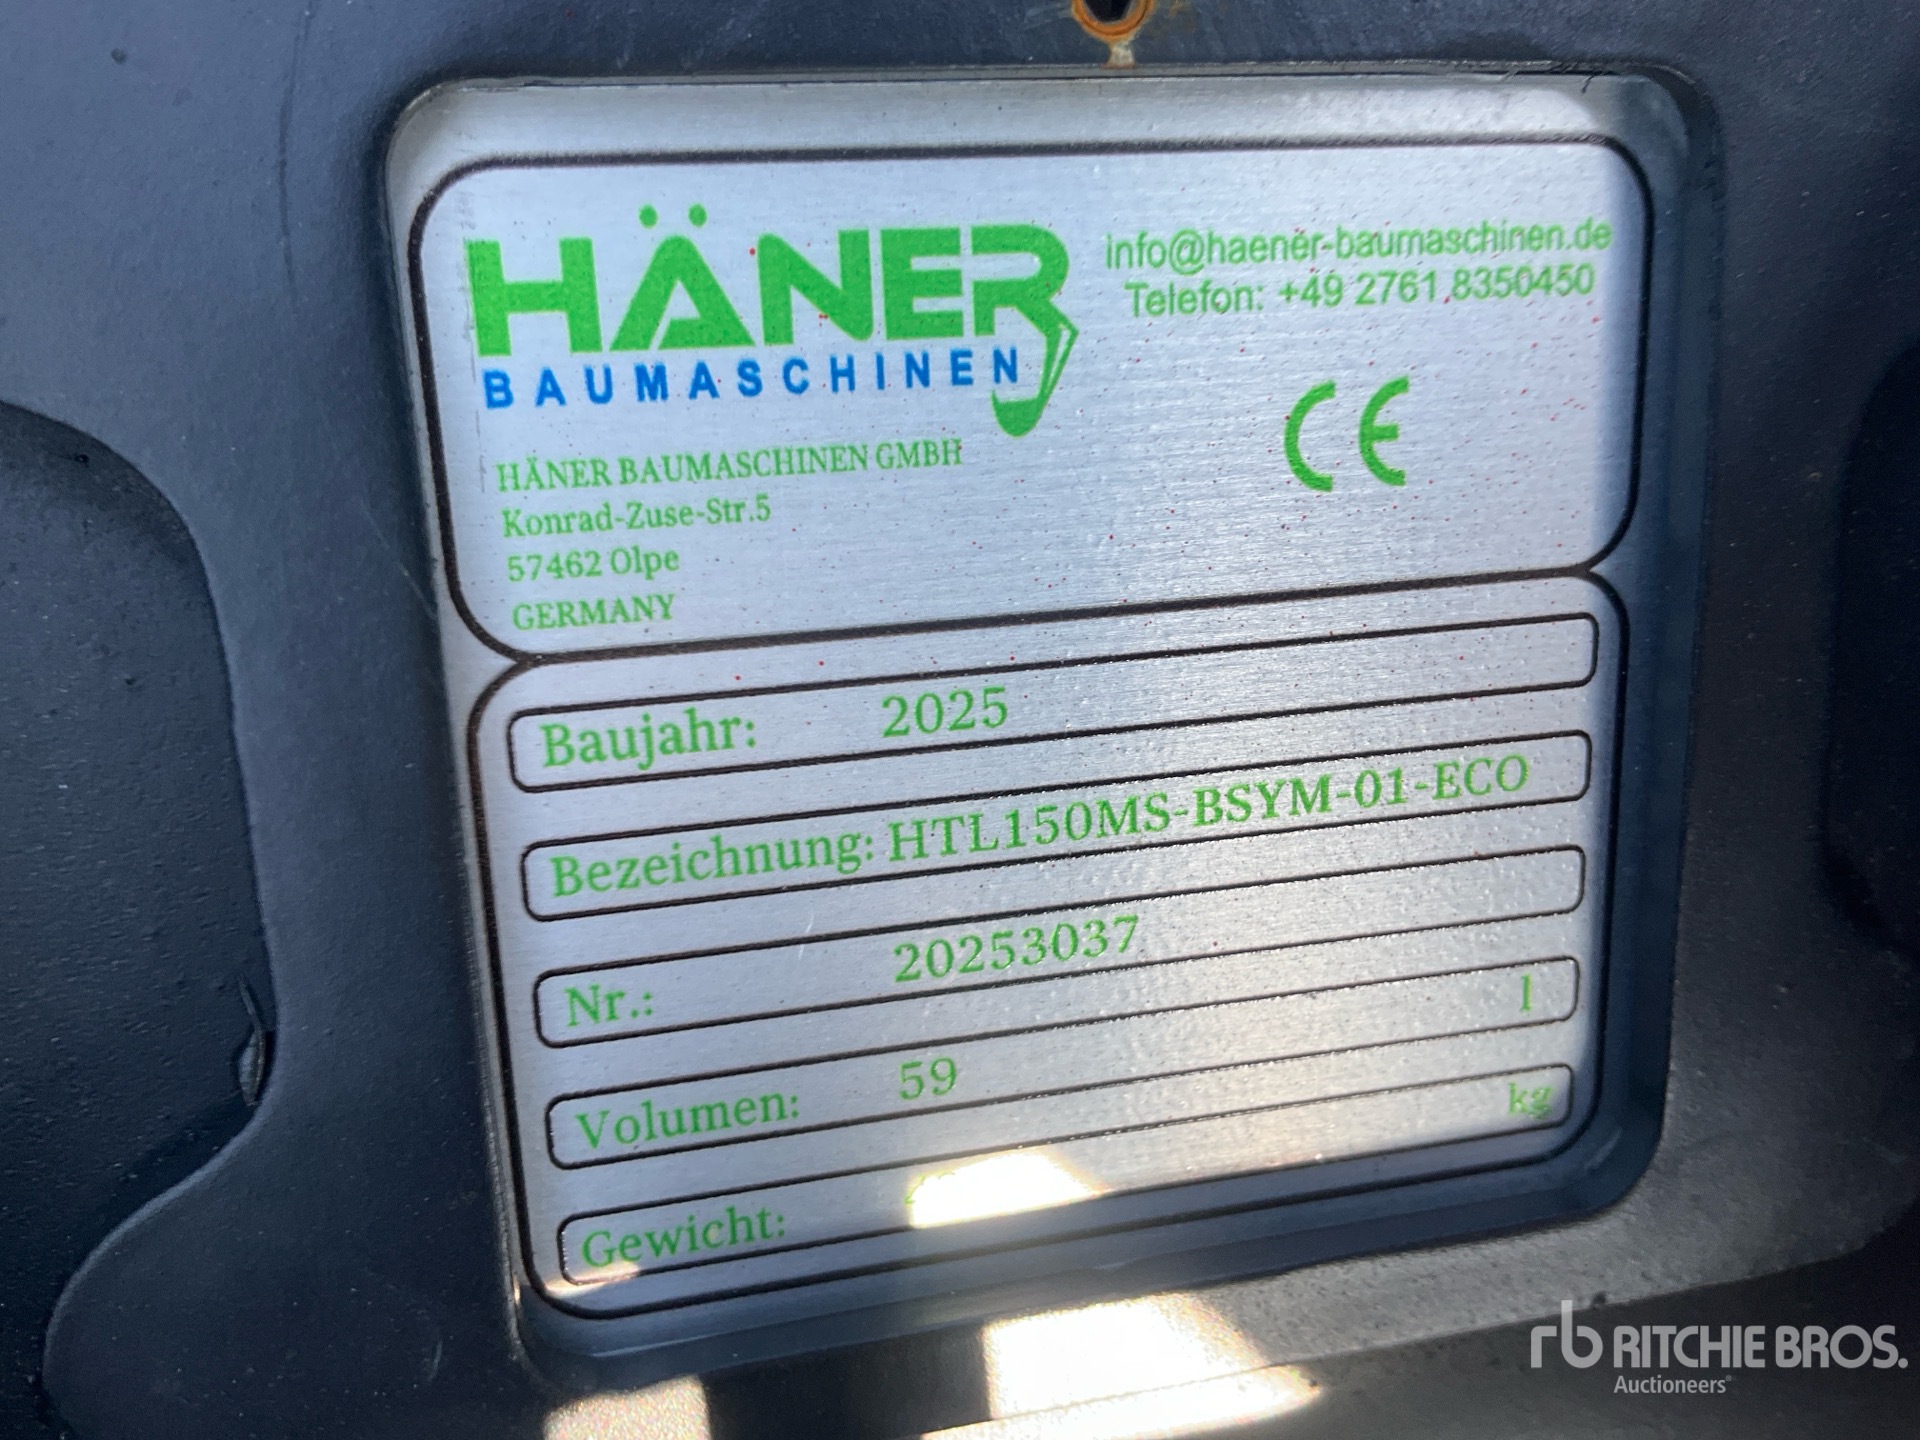 HÄNER
BAUMASCHINEN
info@haener-baumaschinen.de
Telefon: +49 2761 8350450
CE
HÄNER BAUMASCHINEN GMBH
Konrad-Zuse-Str.5
57462 Olpe
GERMANY
Baujahr: 2025
Bezeichnung: HTL150MS-BSYM-01-ECO
Nr.: 20253037
Volumen: 59 l
Gewicht: kg
rb RITCHIE BROS.
Auctioneers